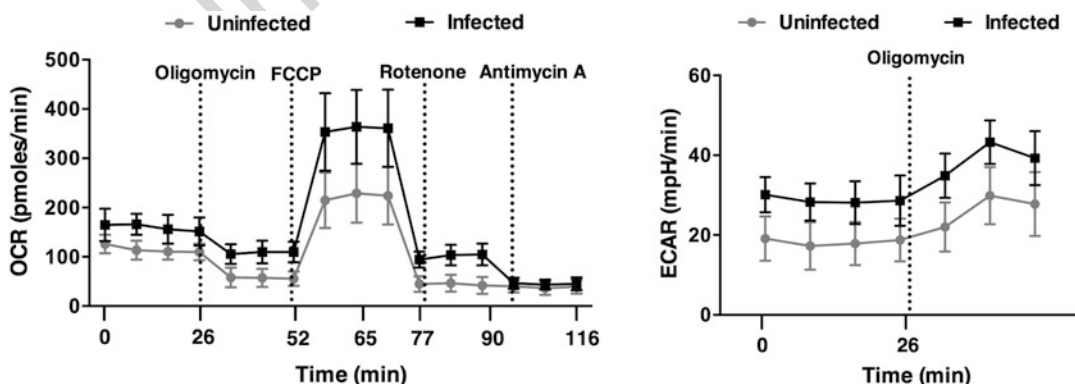 Uninfected Infected
500
400
300
200
100
0
OCR (pmoles/min)
Oligomycin FCCP Rotenone Antimycin A
0 26 52 65 77 90 116
Time (min)
Uninfected Infected
Oligomycin
60
40
20
0
ECAR (mpH/min)
0 26
Time (min)